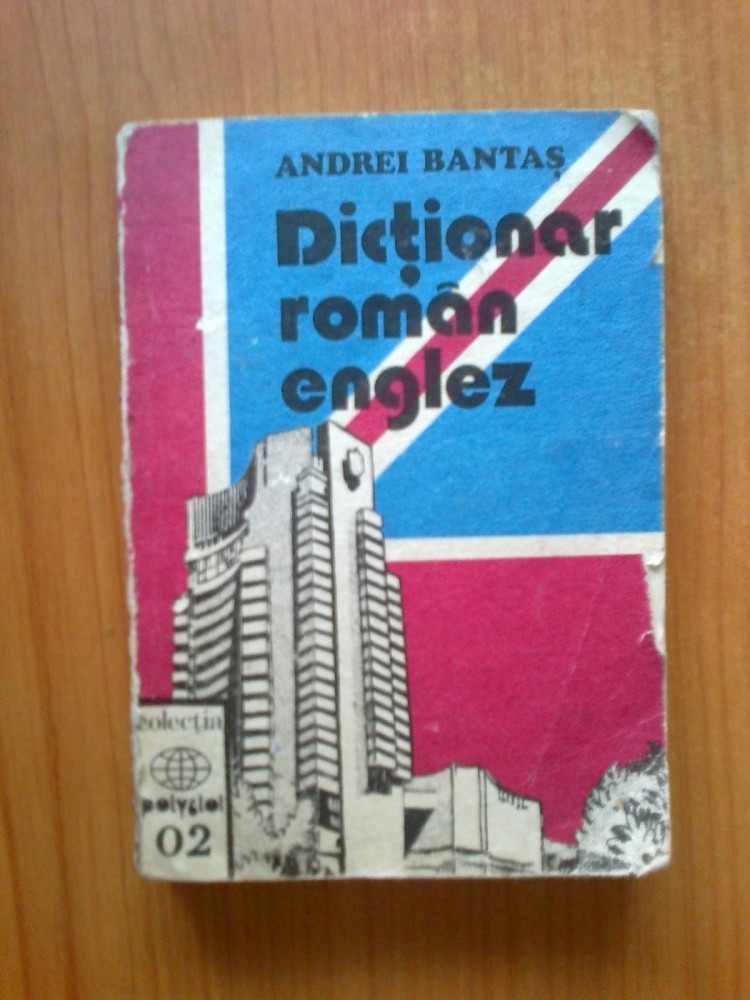 ANDREI BANTAȘ
Dicționar
român
englez
colecția
polyglot
02